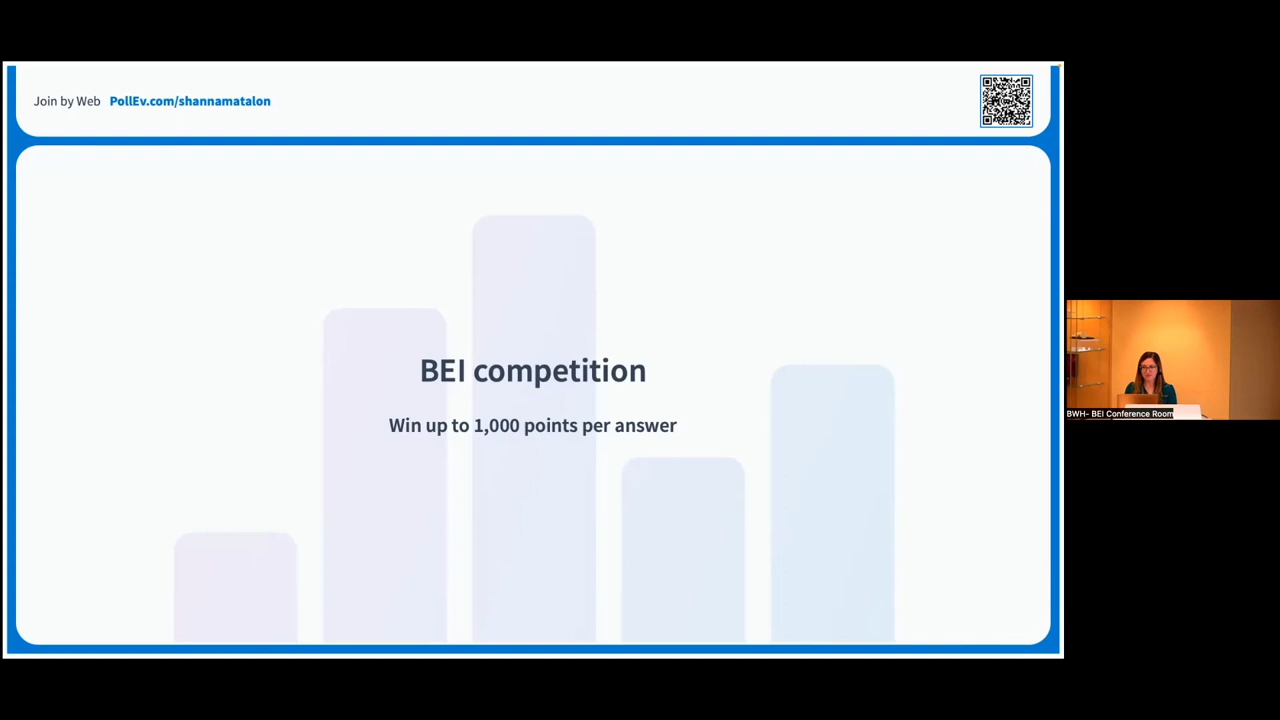 Join by Web PollEv.com/shannamatalon
BEI competition
Win up to 1,000 points per answer
BWH- BEI Conference Room